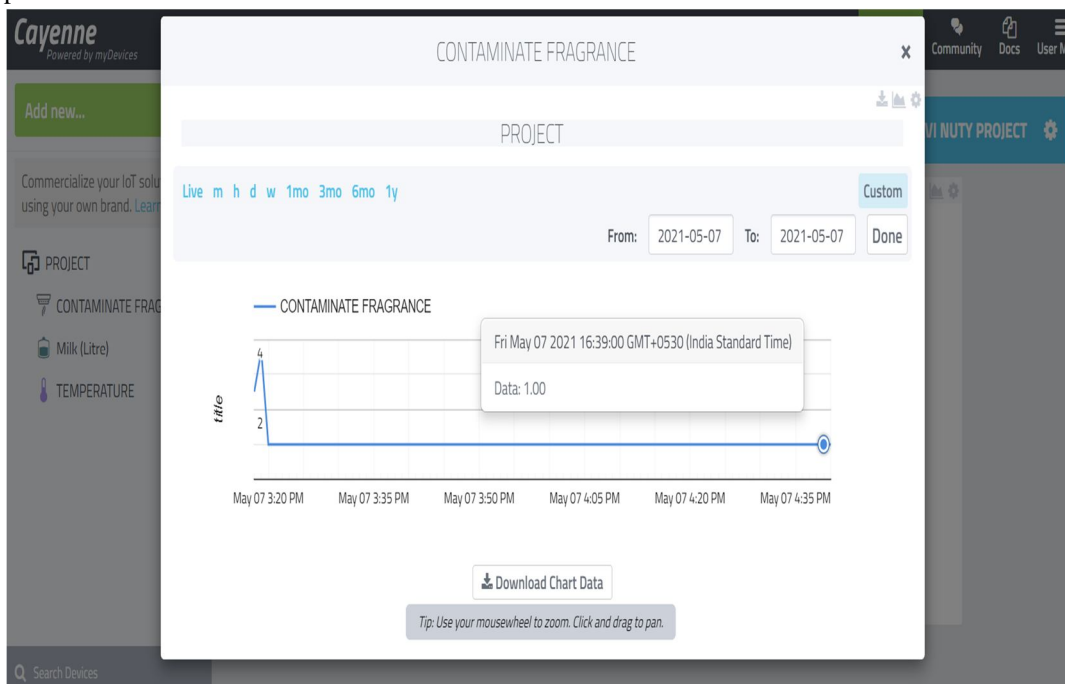 Cayenne
Powered by myDevices
Community
Docs
User M
Add new...
Commercialize your IoT solu
using your own brand. Learn
PROJECT
CONTAMINATE FRAG
Milk (Litre)
TEMPERATURE
Search Devices
VI NUTY PROJECT
CONTAMINATE FRAGRANCE
x
PROJECT
Live m h d w 1mo 3mo 6mo 1y
Custom
From: 2021-05-07 To: 2021-05-07 Done
CONTAMINATE FRAGRANCE
Fri May 07 2021 16:39:00 GMT+0530 (India Standard Time)
Data: 1.00
4
2
title
May 07 3:20 PM May 07 3:35 PM May 07 3:50 PM May 07 4:05 PM May 07 4:20 PM May 07 4:35 PM
Download Chart Data
Tip: Use your mousewheel to zoom. Click and drag to pan.